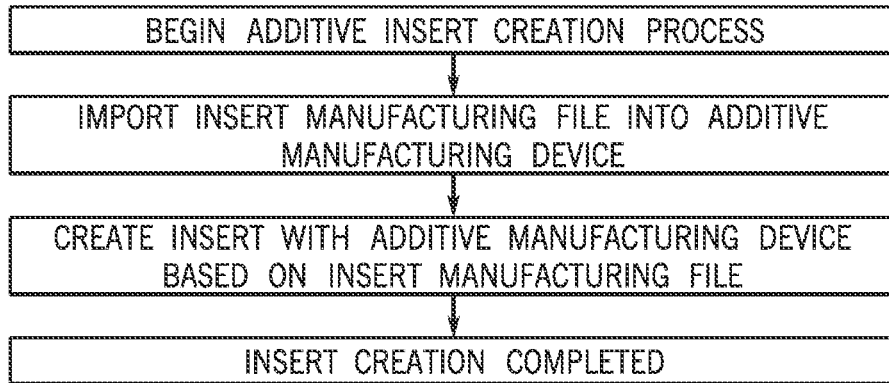 BEGIN ADDITIVE INSERT CREATION PROCESS
IMPORT INSERT MANUFACTURING FILE INTO ADDITIVE
MANUFACTURING DEVICE
CREATE INSERT WITH ADDITIVE MANUFACTURING DEVICE
BASED ON INSERT MANUFACTURING FILE
INSERT CREATION COMPLETED